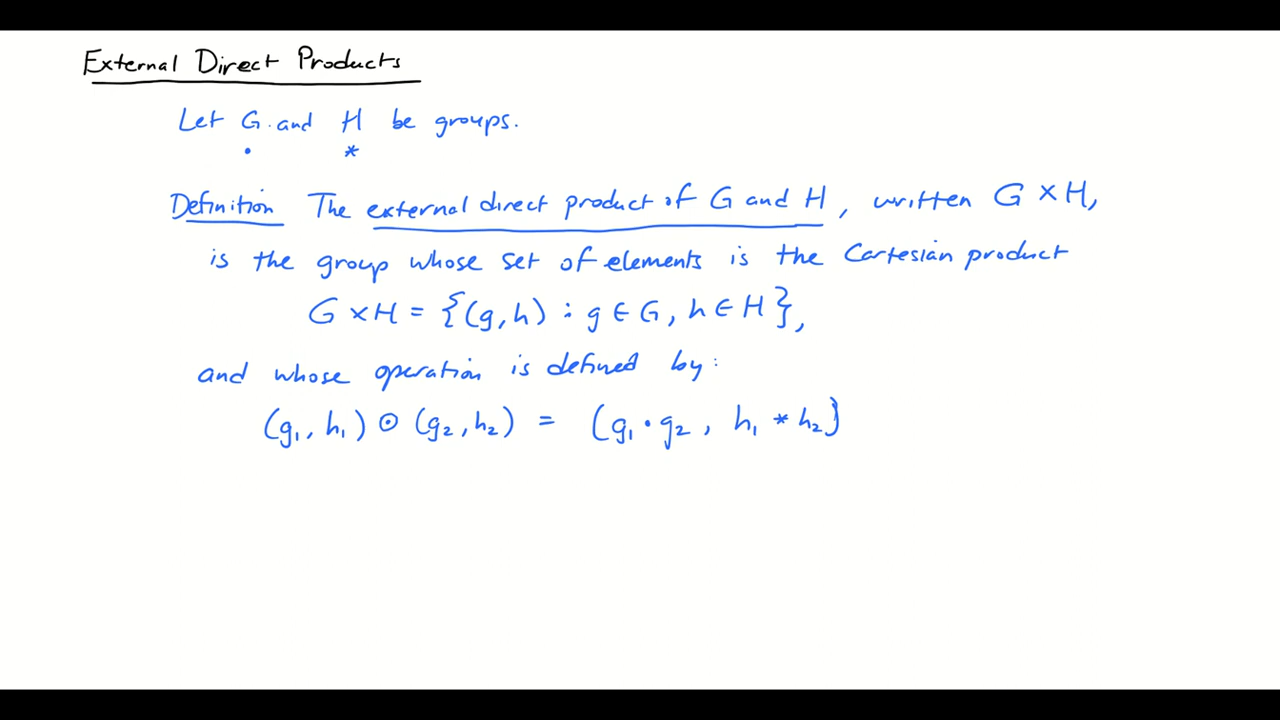 External Direct Products
Let G and H be groups.
· *
Definition The external direct product of G and H, written G × H,
is the group whose set of elements is the Cartesian product
G × H = {(g, h) : g ∈ G, h ∈ H},
and whose operation is defined by:
(g₁, h₁) ⊙ (g₂, h₂) = (g₁ · g₂, h₁ * h₂)